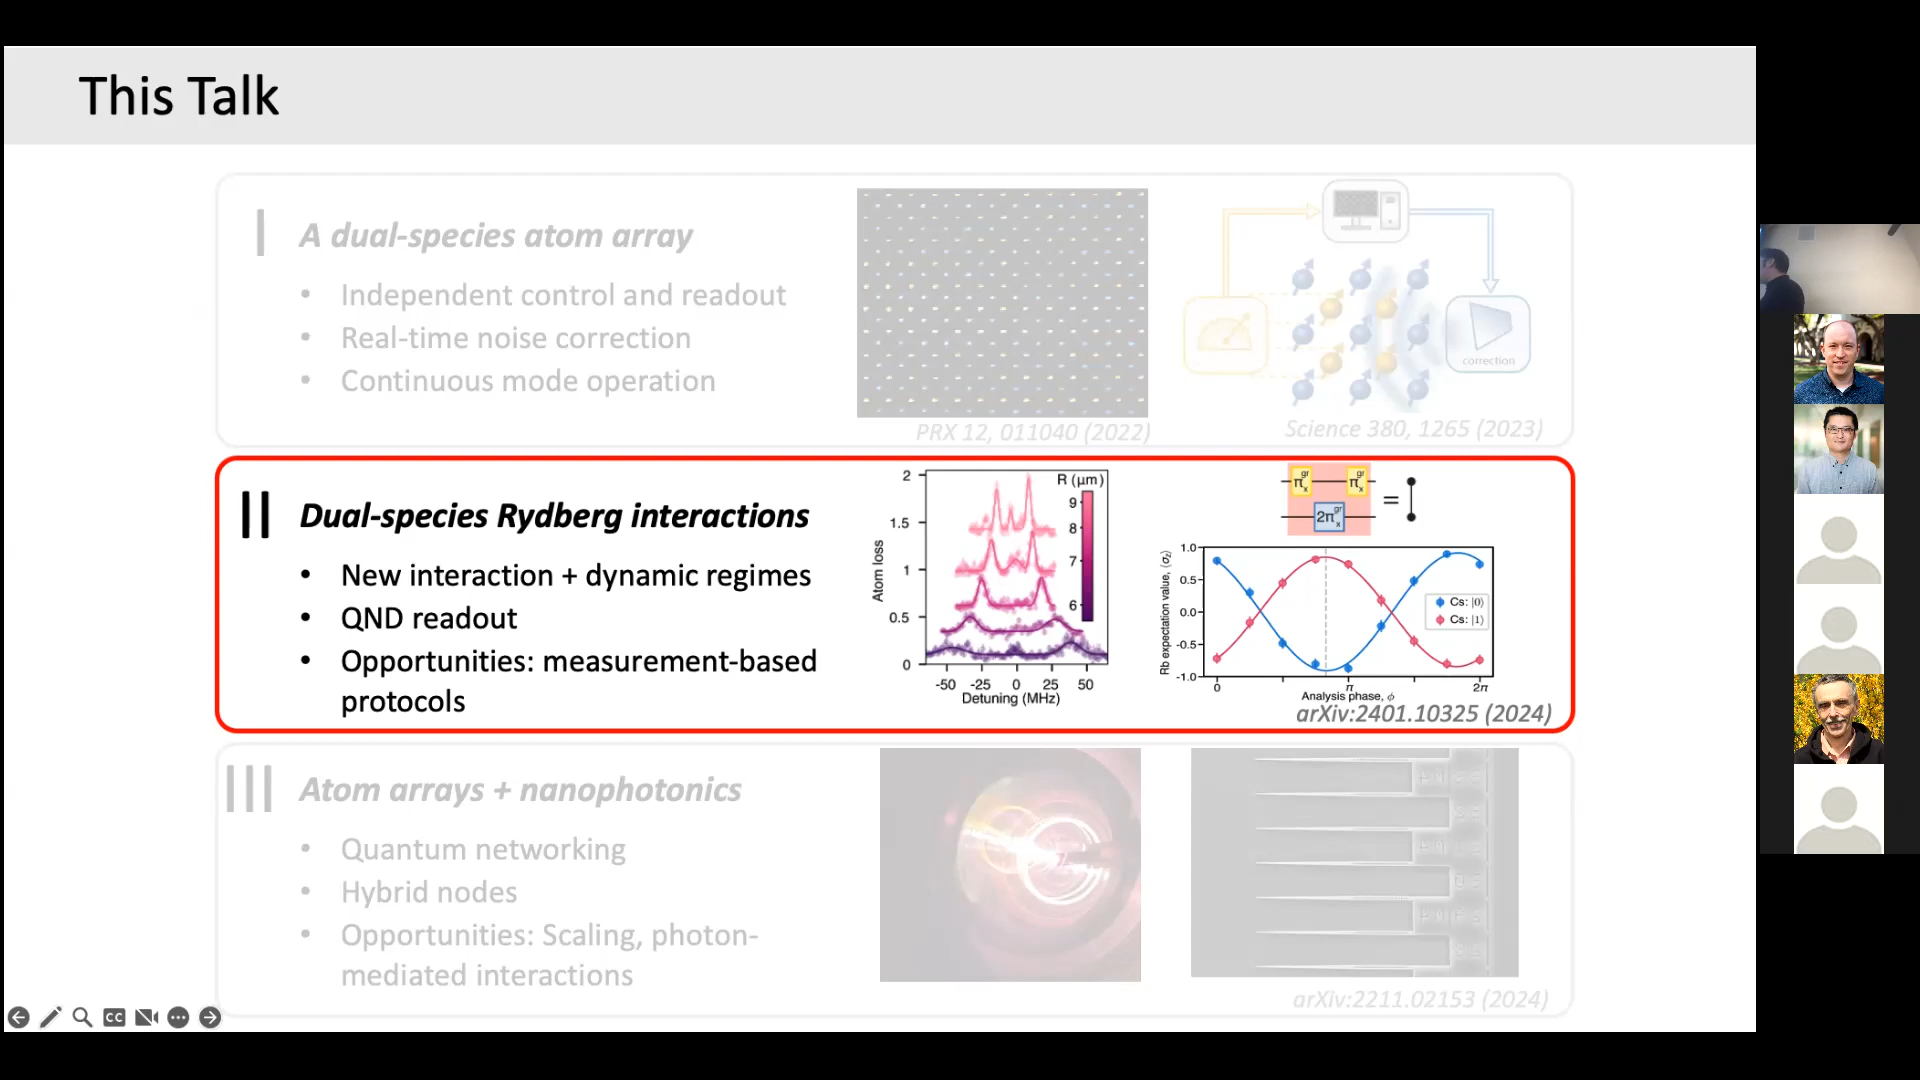 This Talk
I
A dual-species atom array
• Independent control and readout
• Real-time noise correction
• Continuous mode operation
correction
PRX 12, 011040 (2022)
Science 380, 1265 (2023)
II
Dual-species Rydberg interactions
• New interaction + dynamic regimes
• QND readout
• Opportunities: measurement-based
protocols
Atom loss
2
1.5
1
0.5
0
-50 -25 0 25 50
Detuning (MHz)
R (μm)
9
8
7
6
πₓᵍʳ πₓᵍʳ
2πₓᵍʳ
=
Rb expectation value, ⟨σz⟩
1.0
0.5
0.0
-0.5
-1.0
Cs: |0⟩
Cs: |1⟩
0 π 2π
Analysis phase, ϕ
arXiv:2401.10325 (2024)
III
Atom arrays + nanophotonics
• Quantum networking
• Hybrid nodes
• Opportunities: Scaling, photon-
mediated interactions
arXiv:2211.02153 (2024)
CC